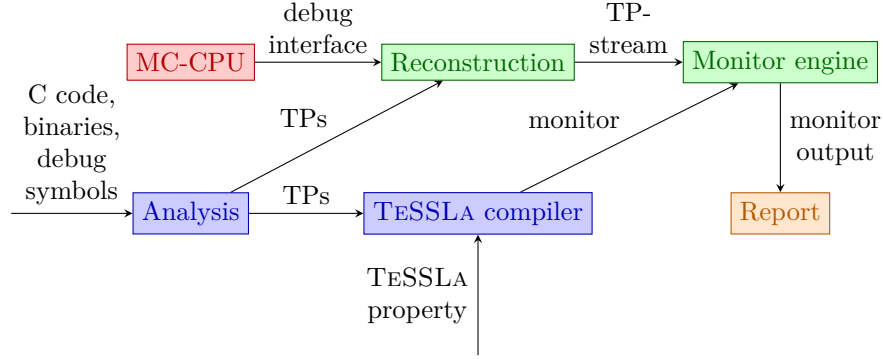 debug
interface
TP-
stream
MC-CPU
Reconstruction
Monitor engine
C code,
binaries,
debug
symbols
TPs
monitor
monitor
output
Analysis
TPs
TESSLA compiler
Report
TESSLA
property